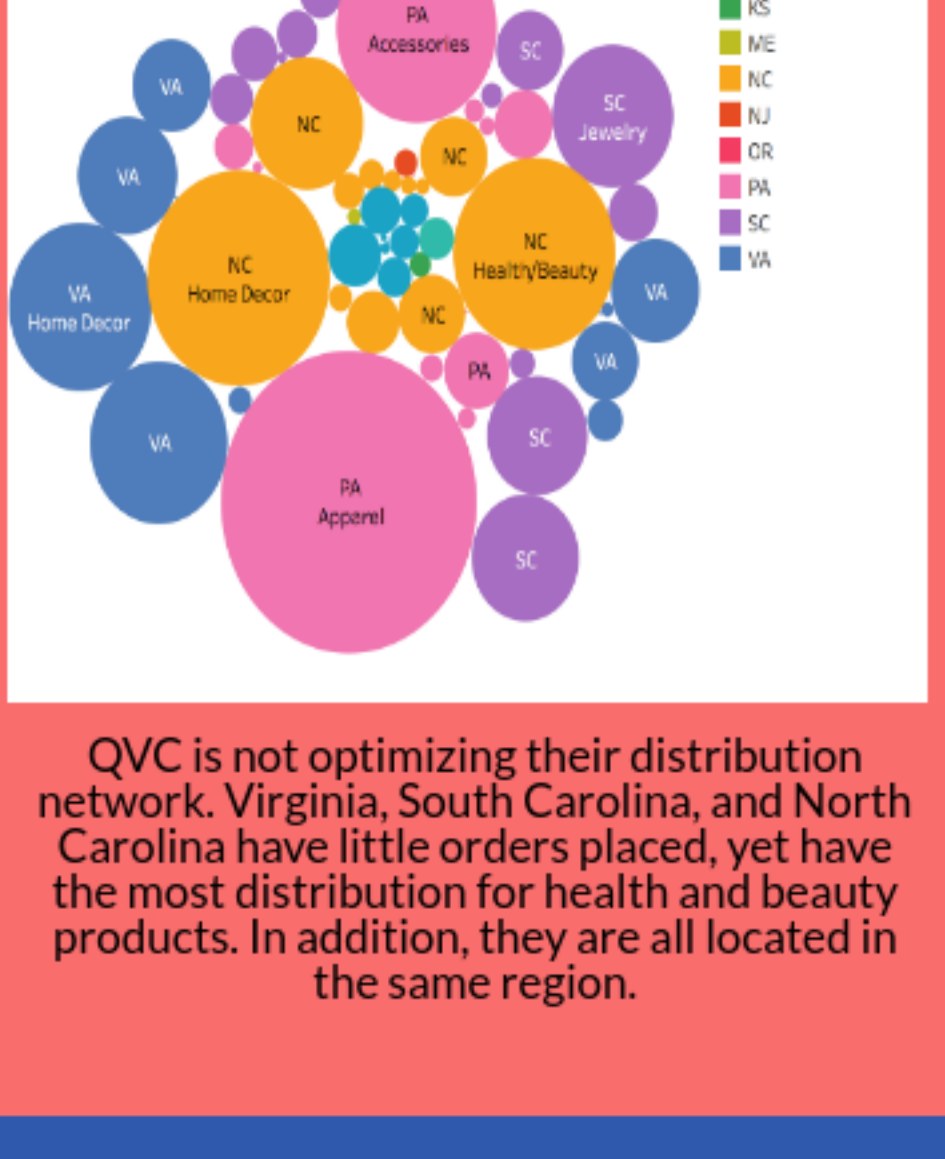 PA
Accessories
KS
SC
ME
NC
VA
SC
Jewelry
NC
NC
NJ
OR
VA
PA
SC
NC
Health/Beauty
VA
NC
Home Decor
VA
VA
Home Decor
NC
VA
PA
SC
VA
PA
Apparel
SC
QVC is not optimizing their distribution
network. Virginia, South Carolina, and North
Carolina have little orders placed, yet have
the most distribution for health and beauty
products. In addition, they are all located in
the same region.